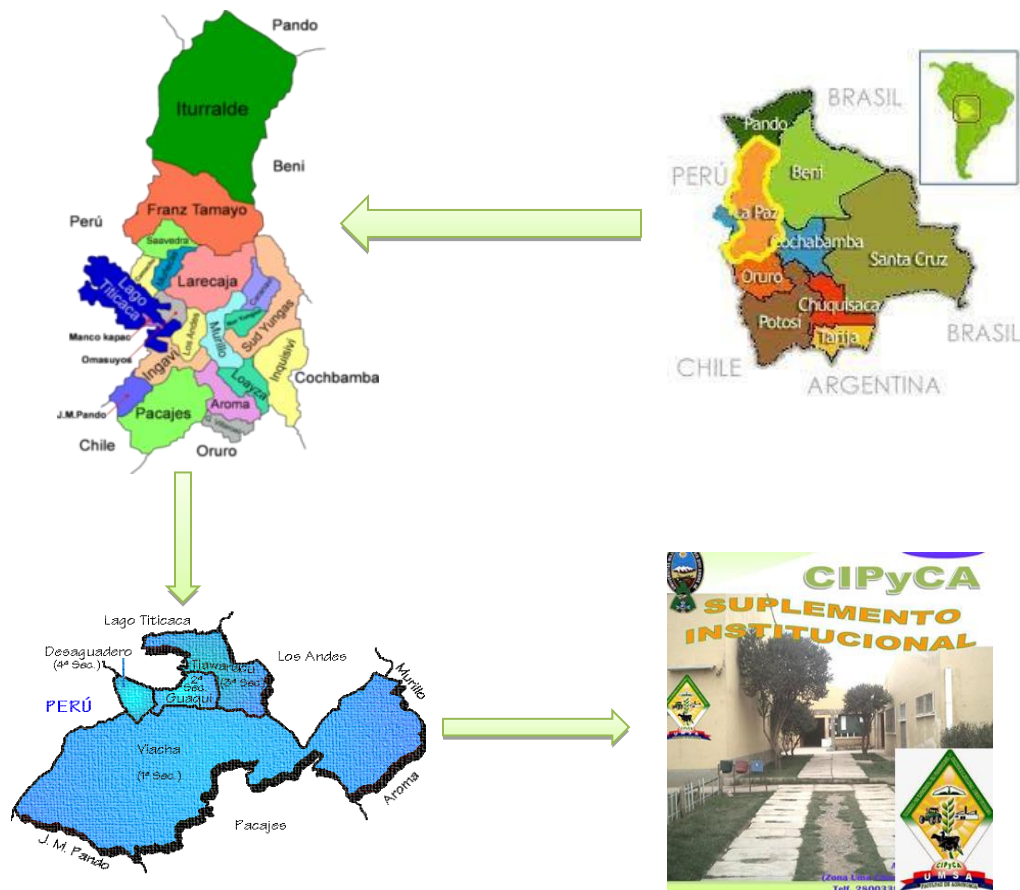 Pando
Iturralde
Beni
Franz Tamayo
Perú
Saavedra
Larecaja
Lago
Titicaca
Manco kapac
Omasuyos
Los Andes
Murillo
Sud Yungas
Ingavi
Inquisivi
Loayza
Cochbamba
J.M.Pando
Pacajes
Aroma
Chile
Oruro
BRASIL
Pando
PERÚ
Beni
La Paz
Cochabamba
Santa Cruz
Oruro
Chuquisaca
Potosí
Tarija
BRASIL
CHILE
ARGENTINA
Lago Titicaca
Desaguadero
(4ª Sec.)
Los Andes
(3ª Sec.)
2ª
Sec.
Guaqui
PERÚ
Murillo
Viacha
(1ª Sec.)
Aroma
Pacajes
J. M. Pando
CIPyCA
SUPLEMENTO
INSTITUCIONAL
CIPyCA
UMSA
FACULTAD DE AGRONOMIA